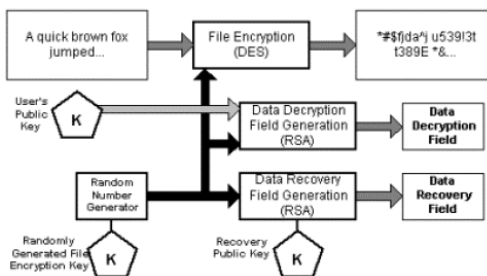 A quick brown fox
jumped...
File Encryption
(DES)
*#$fjda^j u539!3t
t389E *&...
User's
Public
Key
K
Data Decryption
Field Generation
(RSA)
Data
Decryption
Field
Random
Number
Generator
Data Recovery
Field Generation
(RSA)
Data
Recovery
Field
Randomly
Generated File
Encryption Key
K
Recovery
Public Key
K